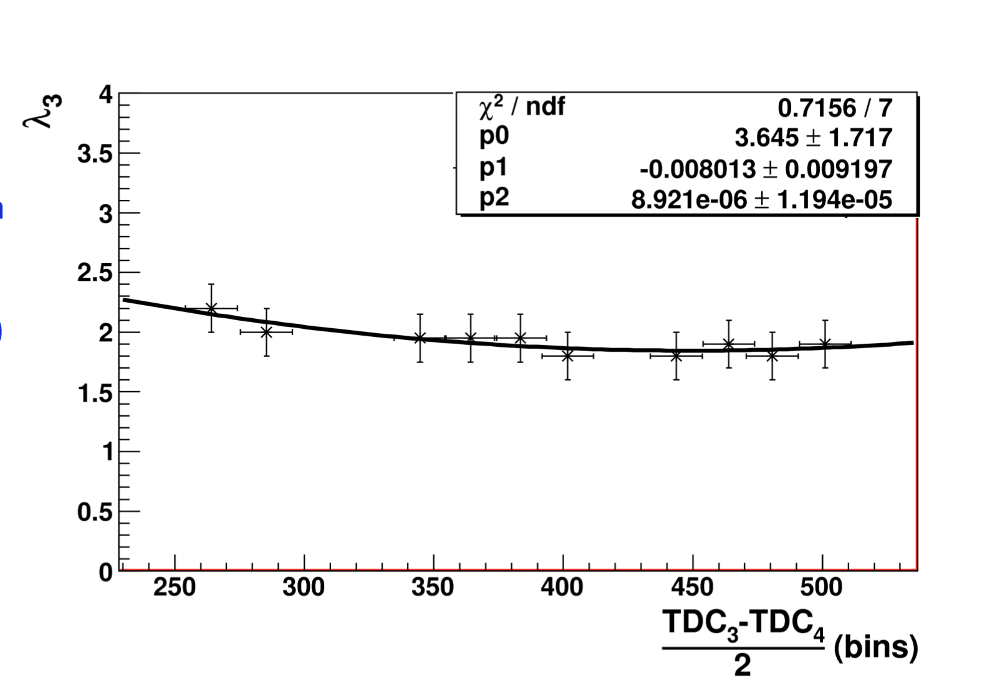 λ3
4
3.5
3
2.5
2
1.5
1
0.5
0
χ2 / ndf 0.7156 / 7
p0 3.645 ± 1.717
p1 -0.008013 ± 0.009197
p2 8.921e-06 ± 1.194e-05
250 300 350 400 450 500
TDC3-TDC4
2
(bins)